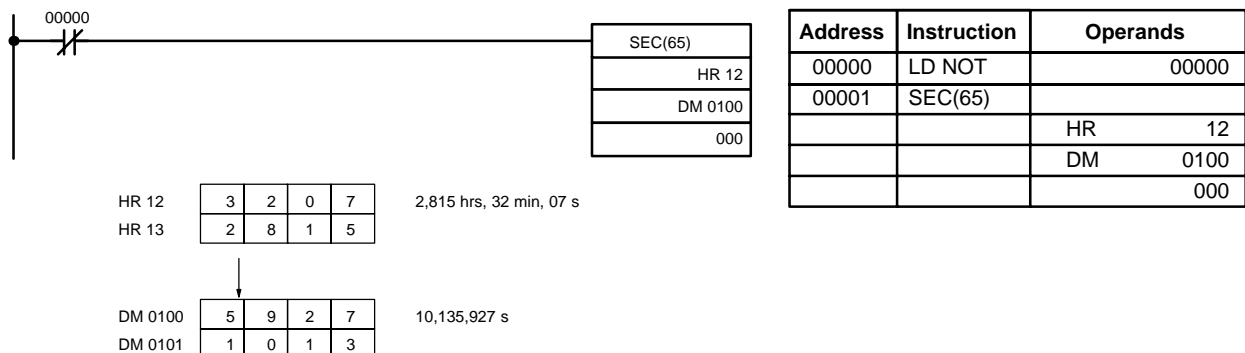 00000
SEC(65)
HR 12
DM 0100
000
Address Instruction Operands
00000 LD NOT 00000
00001 SEC(65)
HR 12
DM 0100
000
HR 12 3 2 0 7 2,815 hrs, 32 min, 07 s
HR 13 2 8 1 5
DM 0100 5 9 2 7 10,135,927 s
DM 0101 1 0 1 3